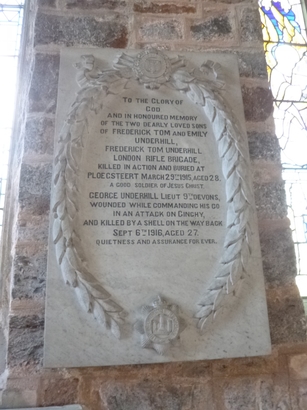 TO THE GLORY OF
GOD
AND IN HONOURED MEMORY
OF THE TWO DEARLY LOVED SONS
OF FREDERICK TOM AND EMILY
UNDERHILL,
FREDERICK TOM UNDERHILL
LONDON RIFLE BRIGADE,
KILLED IN ACTION AND BURIED AT
PLOEGSTEERT MARCH 29TH 1915, AGED 28.
A GOOD SOLDIER OF JESUS CHRIST.
GEORGE UNDERHILL LIEUT 9TH DEVONS,
WOUNDED WHILE COMMANDING HIS CO
IN AN ATTACK ON GINCHY,
AND KILLED BY A SHELL ON THE WAY BACK
SEPT 6TH 1916, AGED 27.
QUIETNESS AND ASSURANCE FOR EVER.